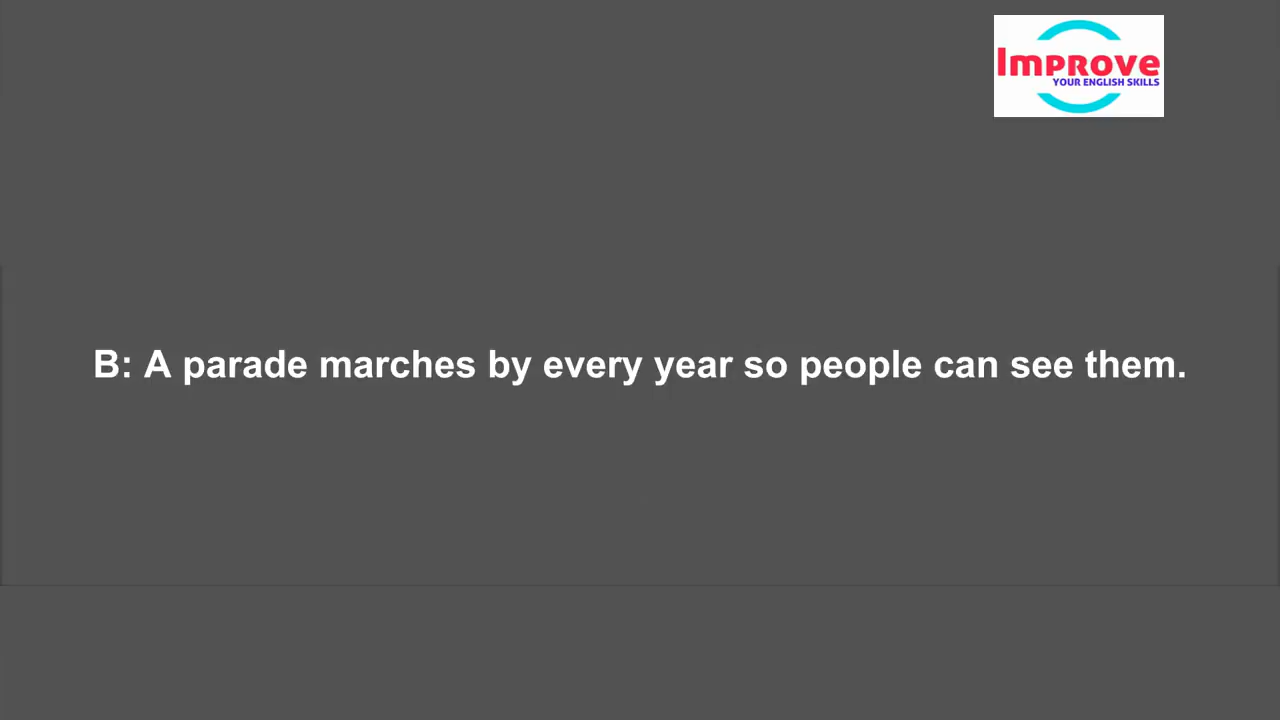 Improve
YOUR ENGLISH SKILLS
B: A parade marches by every year so people can see them.